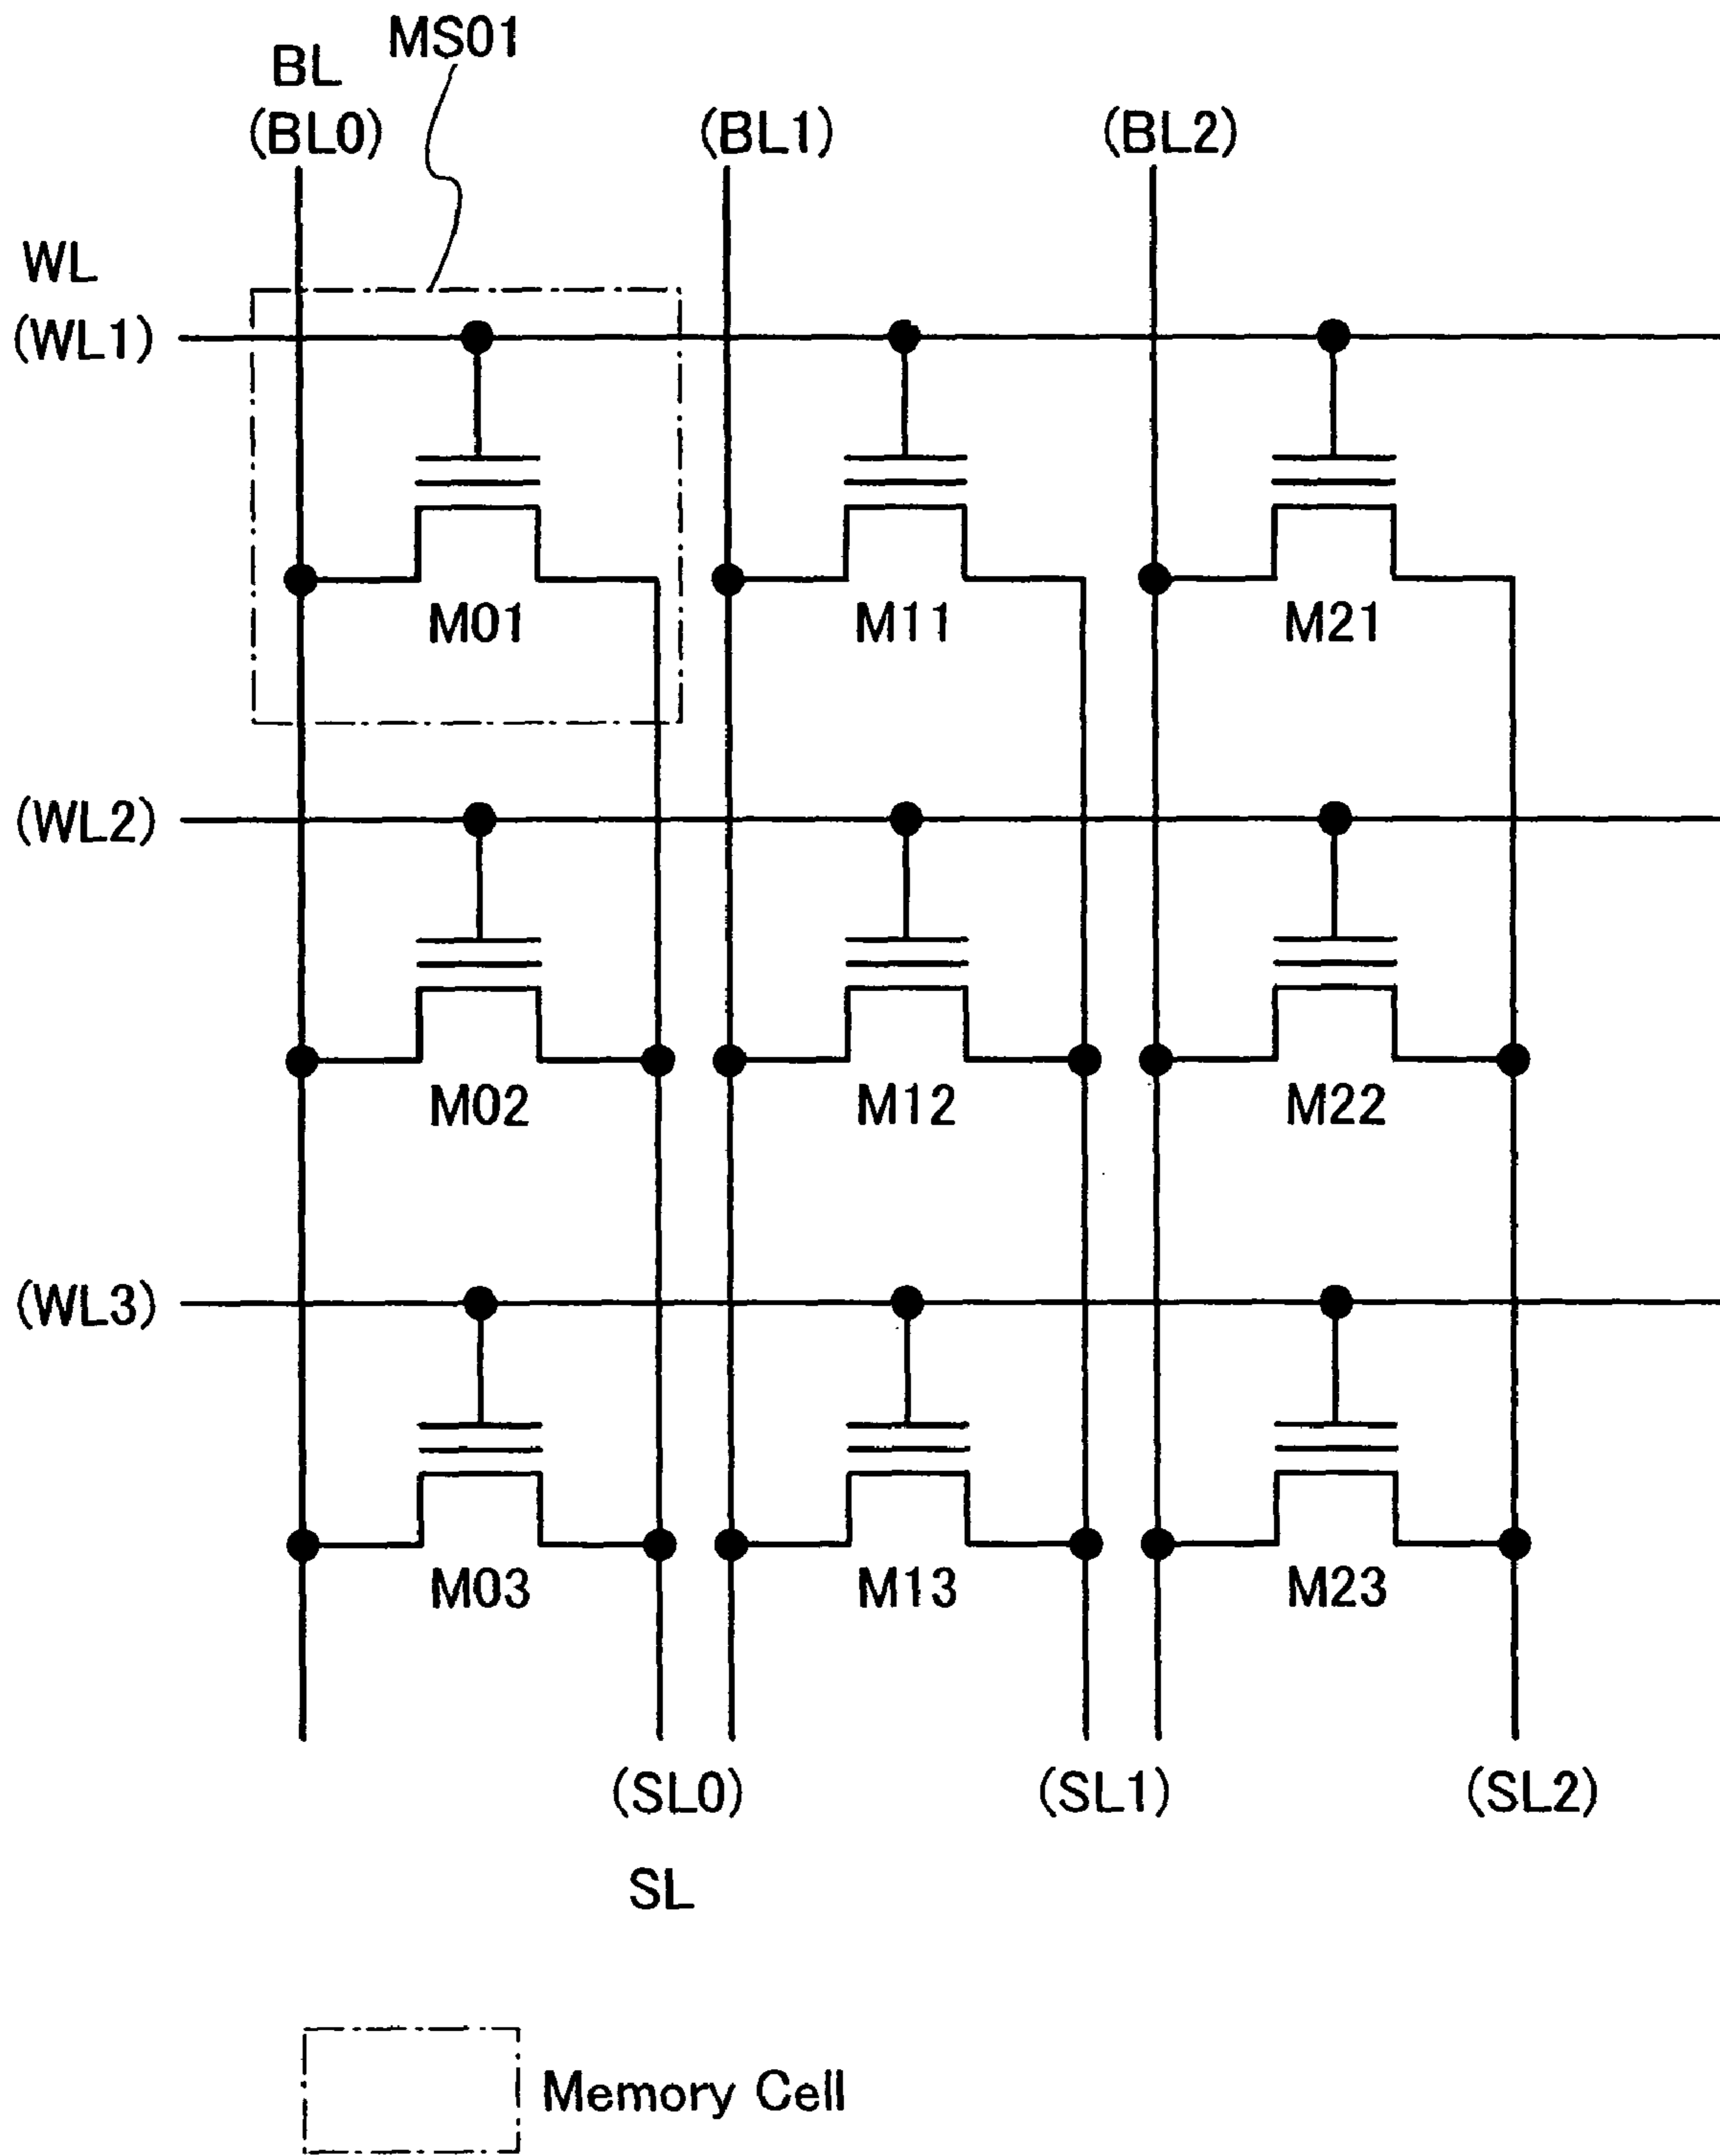 MS01
BL
(BL0)
(BL1)
(BL2)
WL
(WL1)
M01
M11
M21
(WL2)
M02
M12
M22
(WL3)
M03
M13
M23
(SL0)
(SL1)
(SL2)
SL
Memory Cell